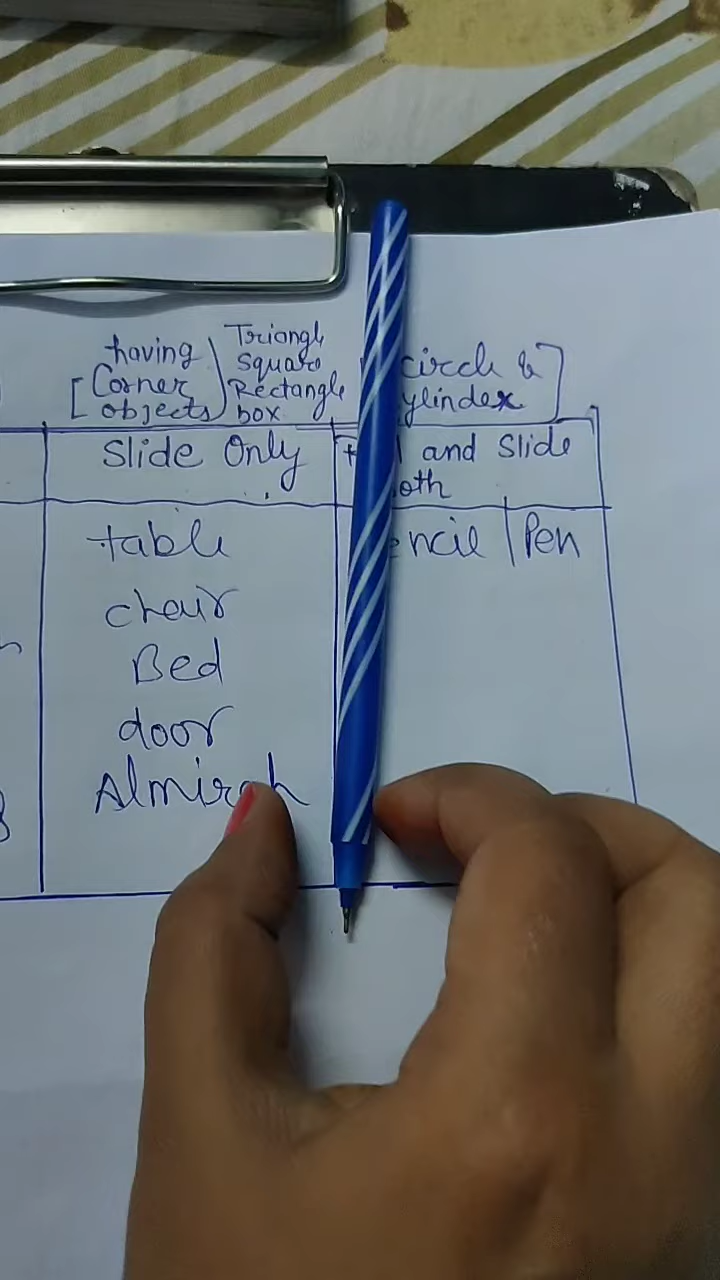 having Triangle
[ Corner Square circle &
objects Rectangle ylinder ]
box
Slide Only and Slide
oth
table encil | Pen
chair
Bed
door
Almirah